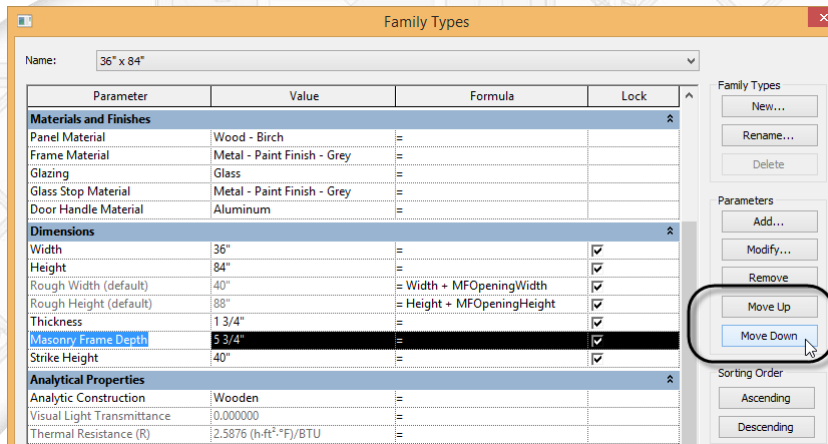 Family Types
Name: 36" x 84"
Parameter Value Formula Lock
Materials and Finishes
Panel Material Wood - Birch =
Frame Material Metal - Paint Finish - Grey =
Glazing Glass =
Glass Stop Material Metal - Paint Finish - Grey =
Door Handle Material Aluminum =
Dimensions
Width 36" =
Height 84" =
Rough Width (default) 40" = Width + MFOpeningWidth
Rough Height (default) 88" = Height + MFOpeningHeight
Thickness 1 3/4" =
Masonry Frame Depth 5 3/4" =
Strike Height 40" =
Analytical Properties
Analytic Construction Wooden =
Visual Light Transmittance 0.000000 =
Thermal Resistance (R) 2.5876 (h·ft²·°F)/BTU =
Family Types
New...
Rename...
Delete
Parameters
Add...
Modify...
Remove
Move Up
Move Down
Sorting Order
Ascending
Descending